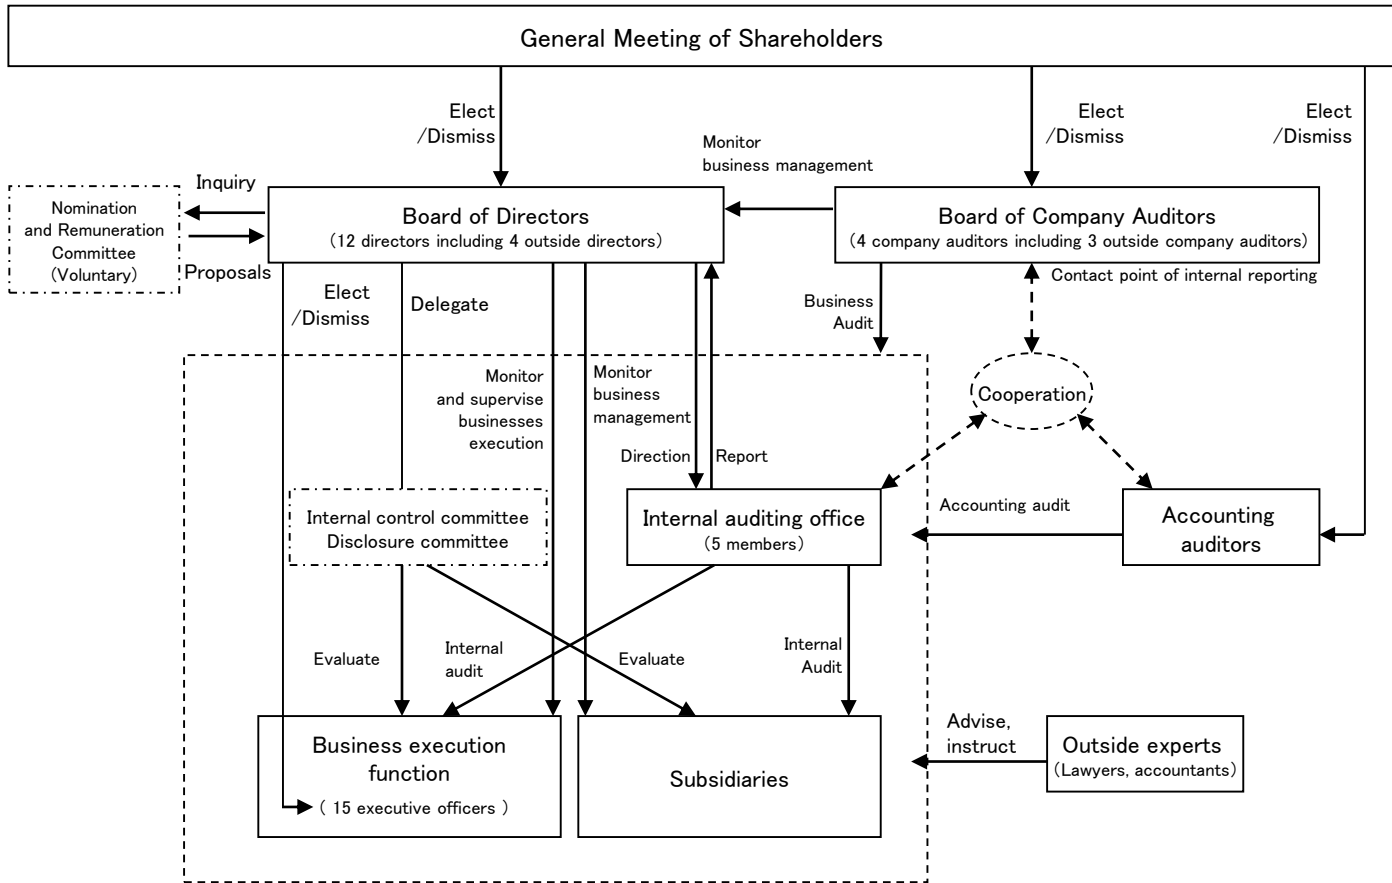 General Meeting of Shareholders
Elect
/Dismiss
Elect
/Dismiss
Elect
/Dismiss
Monitor
business management
Inquiry
Nomination
and Remuneration
Committee
(Voluntary)
Proposals
Board of Directors
(12 directors including 4 outside directors)
Board of Company Auditors
(4 company auditors including 3 outside company auditors)
Contact point of internal reporting
Elect
/Dismiss
Delegate
Business
Audit
Monitor
and supervise
businesses
execution
Monitor
business
management
Cooperation
Direction
Report
Internal control committee
Disclosure committee
Internal auditing office
(5 members)
Accounting audit
Accounting
auditors
Evaluate
Internal
audit
Evaluate
Internal
Audit
Business execution
function
( 15 executive officers )
Subsidiaries
Advise,
instruct
Outside experts
(Lawyers, accountants)